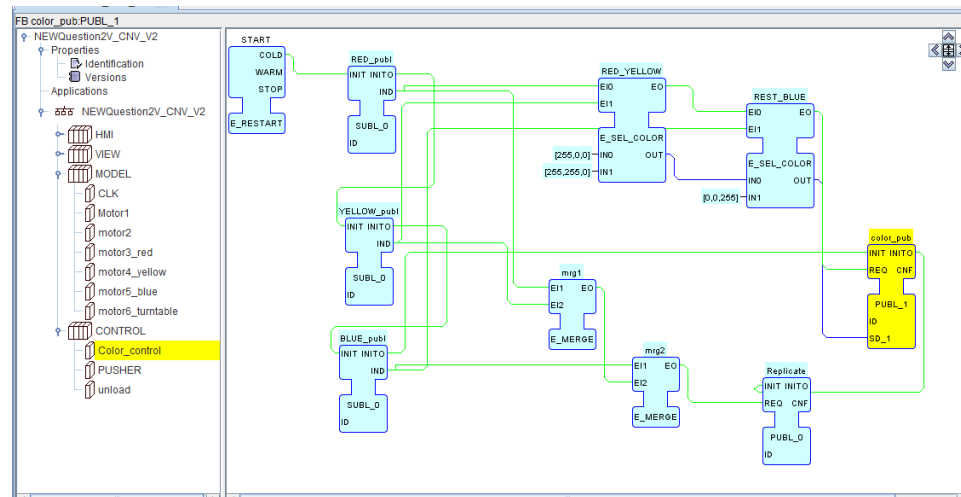 FB color_pub:PUBL_1
NEWQuestion2V_CNV_V2
Properties
Identification
Versions
Applications
NEWQuestion2V_CNV_V2
HMI
VIEW
MODEL
CLK
Motor1
motor2
motor3_red
motor4_yellow
motor5_blue
motor6_turntable
CONTROL
Color_control
PUSHER
unload
START
COLD
WARM
STOP
E_RESTART
RED_publ
INIT INITO
IND
SUBL_0
ID
RED_YELLOW
EI0 EO
EI1
E_SEL_COLOR
[255,0,0] IN0 OUT
[255,255,0] IN1
REST_BLUE
EI0 EO
EI1
E_SEL_COLOR
IN0 OUT
[0,0,255] IN1
YELLOW_publ
INIT INITO
IND
SUBL_0
ID
color_pub
INIT INITO
REQ CNF
PUBL_1
ID
SD_1
mrg1
EI1 EO
EI2
E_MERGE
BLUE_publ
INIT INITO
IND
SUBL_0
ID
mrg2
EI1 EO
EI2
E_MERGE
Replicate
INIT INITO
REQ CNF
PUBL_0
ID